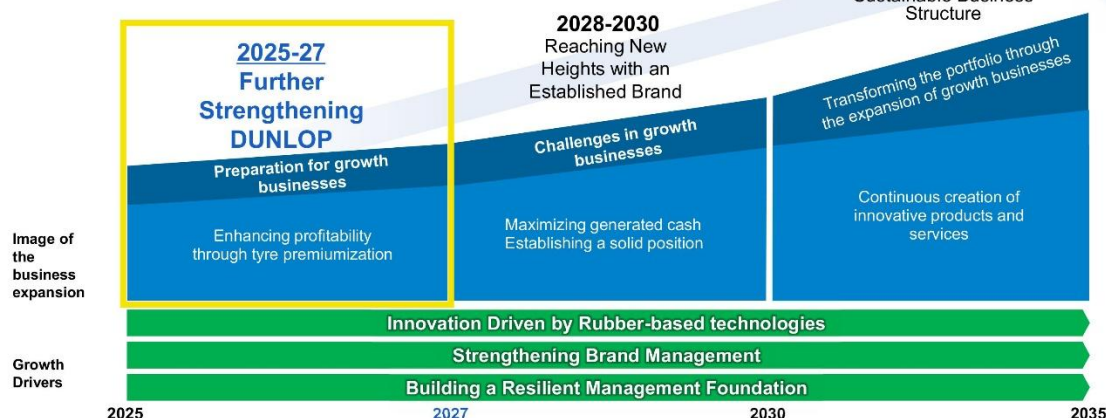 Sustainable Business
Structure
2028-2030
Reaching New
Heights with an
Established Brand
2025-27
Further
Strengthening
DUNLOP
Preparation for growth
businesses
Challenges in growth
businesses
Transforming the portfolio through
the expansion of growth businesses
Enhancing profitability
through tyre premiumization
Maximizing generated cash
Establishing a solid position
Continuous creation of
innovative products and
services
Image of
the
business
expansion
Growth
Drivers
Innovation Driven by Rubber-based technologies
Strengthening Brand Management
Building a Resilient Management Foundation
2025
2027
2030
2035